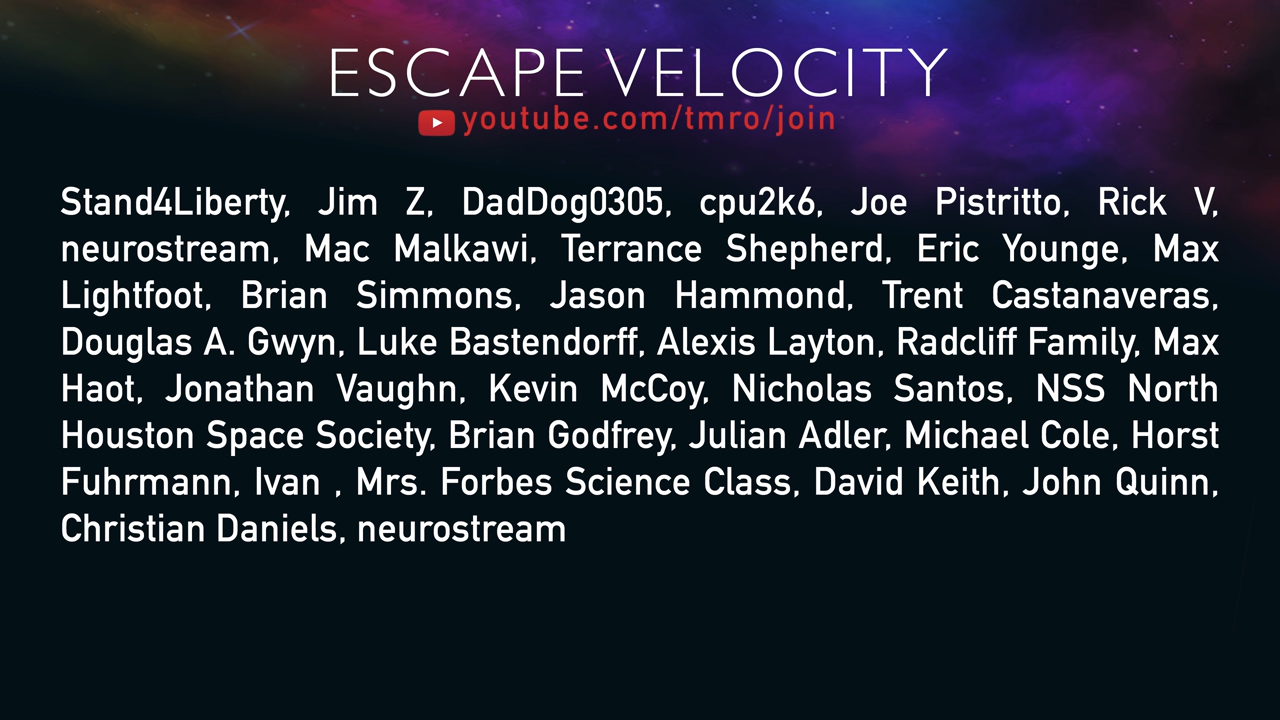 ESCAPE VELOCITY
youtube.com/tmro/join
Stand4Liberty, Jim Z, DadDog0305, cpu2k6, Joe Pistritto, Rick V,
neurostream, Mac Malkawi, Terrance Shepherd, Eric Younge, Max
Lightfoot, Brian Simmons, Jason Hammond, Trent Castanaveras,
Douglas A. Gwyn, Luke Bastendorff, Alexis Layton, Radcliff Family, Max
Haot, Jonathan Vaughn, Kevin McCoy, Nicholas Santos, NSS North
Houston Space Society, Brian Godfrey, Julian Adler, Michael Cole, Horst
Fuhrmann, Ivan , Mrs. Forbes Science Class, David Keith, John Quinn,
Christian Daniels, neurostream